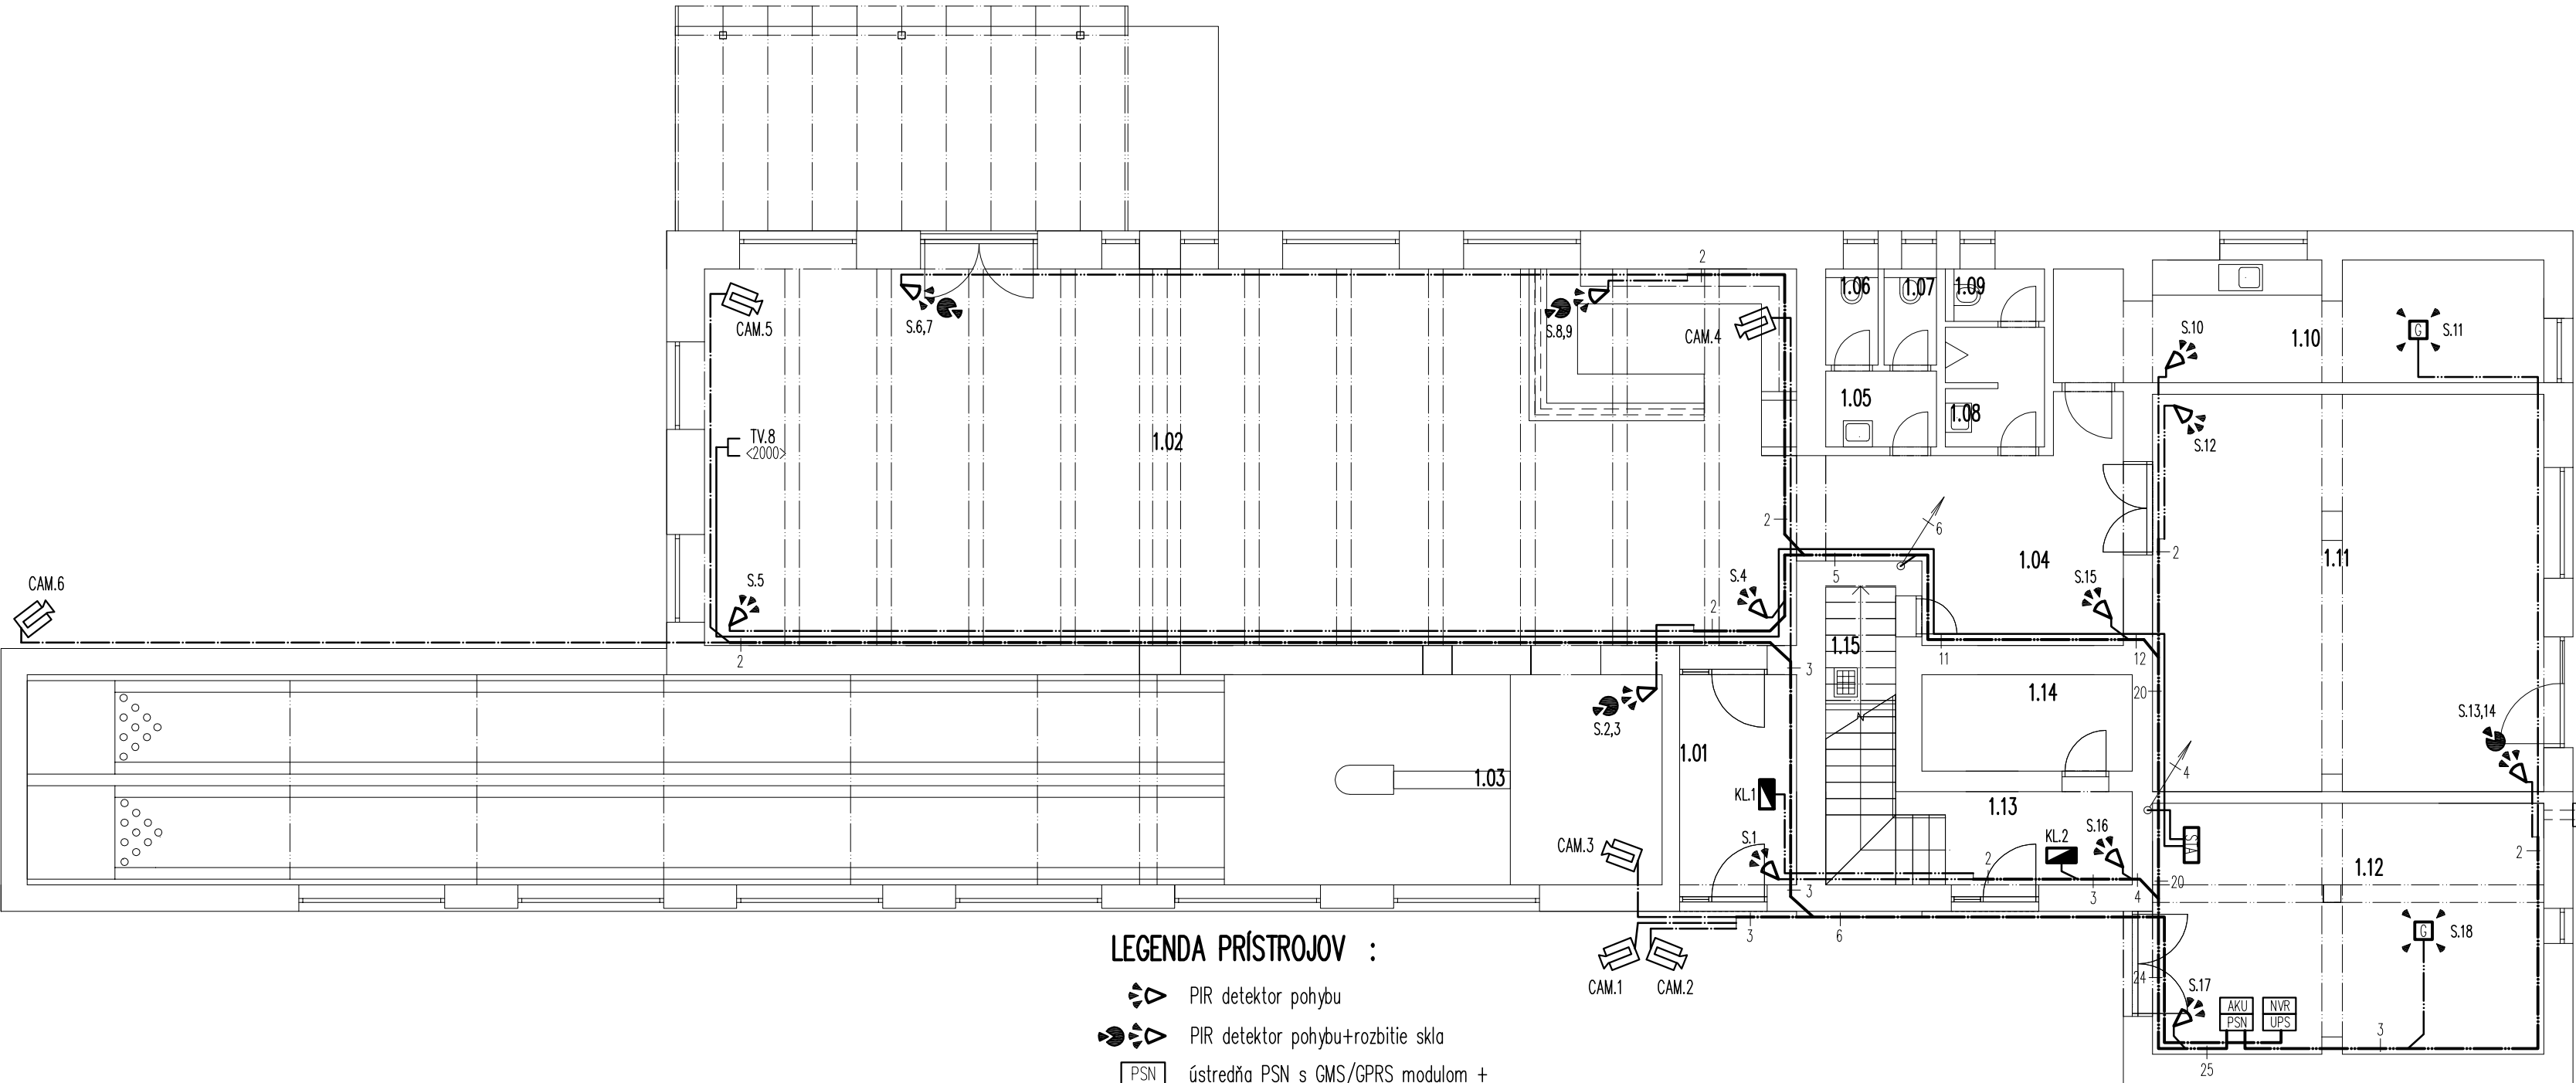 2
1.06
1.07
1.09
CAM.5
S.6,7
S.8,9
CAM.4
S.10
1.10
G
S.11
1.05
1.08
S.12
TV.8
<2000>
1.02
2
6
2
1.04
1.11
CAM.6
S.5
S.4
5
S.15
2
2
1.15
11
12
3
20
1.14
S.2,3
S.13,14
1.01
1.03
4
KL.1
1.13
CAM.3
S.1
2
KL.2
S.16
STA
1.12
2
3
3
4
20
LEGENDA PRÍSTROJOV :
3
6
G
S.18
CAM.1
CAM.2
24
S.17
PIR detektor pohybu
AKU
NVR
PSN
UPS
PIR detektor pohybu+rozbitie skla
3
25
PSN
ústredňa PSN s GMS/GPRS modulom +